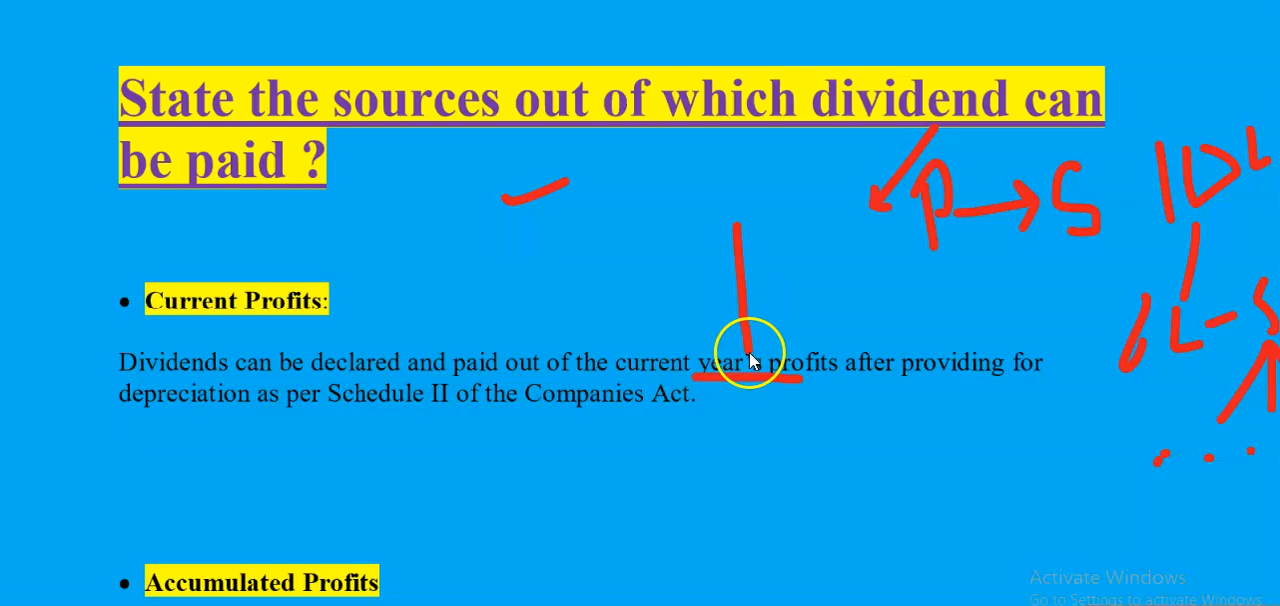 State the sources out of which dividend can
be paid ?
P → S 10L
6L-S
• Current Profits:
Dividends can be declared and paid out of the current year's profits after providing for
depreciation as per Schedule II of the Companies Act.
• Accumulated Profits
Activate Windows
Go to Settings to activate Windows.